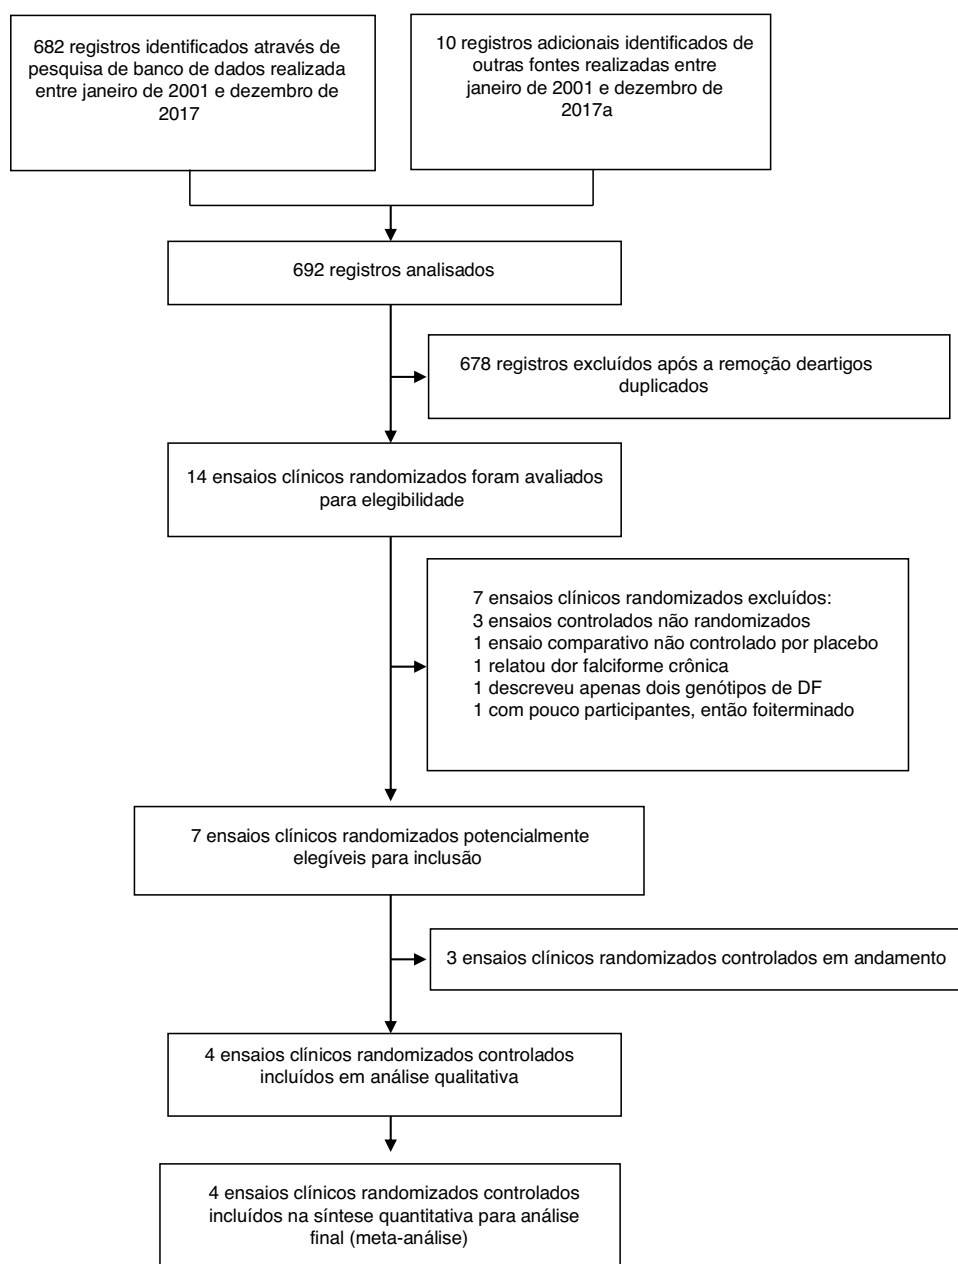 682 registros identificados através de
pesquisa de banco de dados realizada
entre janeiro de 2001 e dezembro de
2017
10 registros adicionais identificados de
outras fontes realizadas entre
janeiro de 2001 e dezembro de
2017a
692 registros analisados
678 registros excluídos após a remoção deartigos
duplicados
14 ensaios clínicos randomizados foram avaliados
para elegibilidade
7 ensaios clínicos randomizados excluídos:
3 ensaios controlados não randomizados
1 ensaio comparativo não controlado por placebo
1 relatou dor falciforme crônica
1 descreveu apenas dois genótipos de DF
1 com pouco participantes, então foiterminado
7 ensaios clínicos randomizados potencialmente
elegíveis para inclusão
3 ensaios clínicos randomizados controlados em andamento
4 ensaios clínicos randomizados controlados
incluídos em análise qualitativa
4 ensaios clínicos randomizados controlados
incluídos na síntese quantitativa para análise
final (meta-análise)